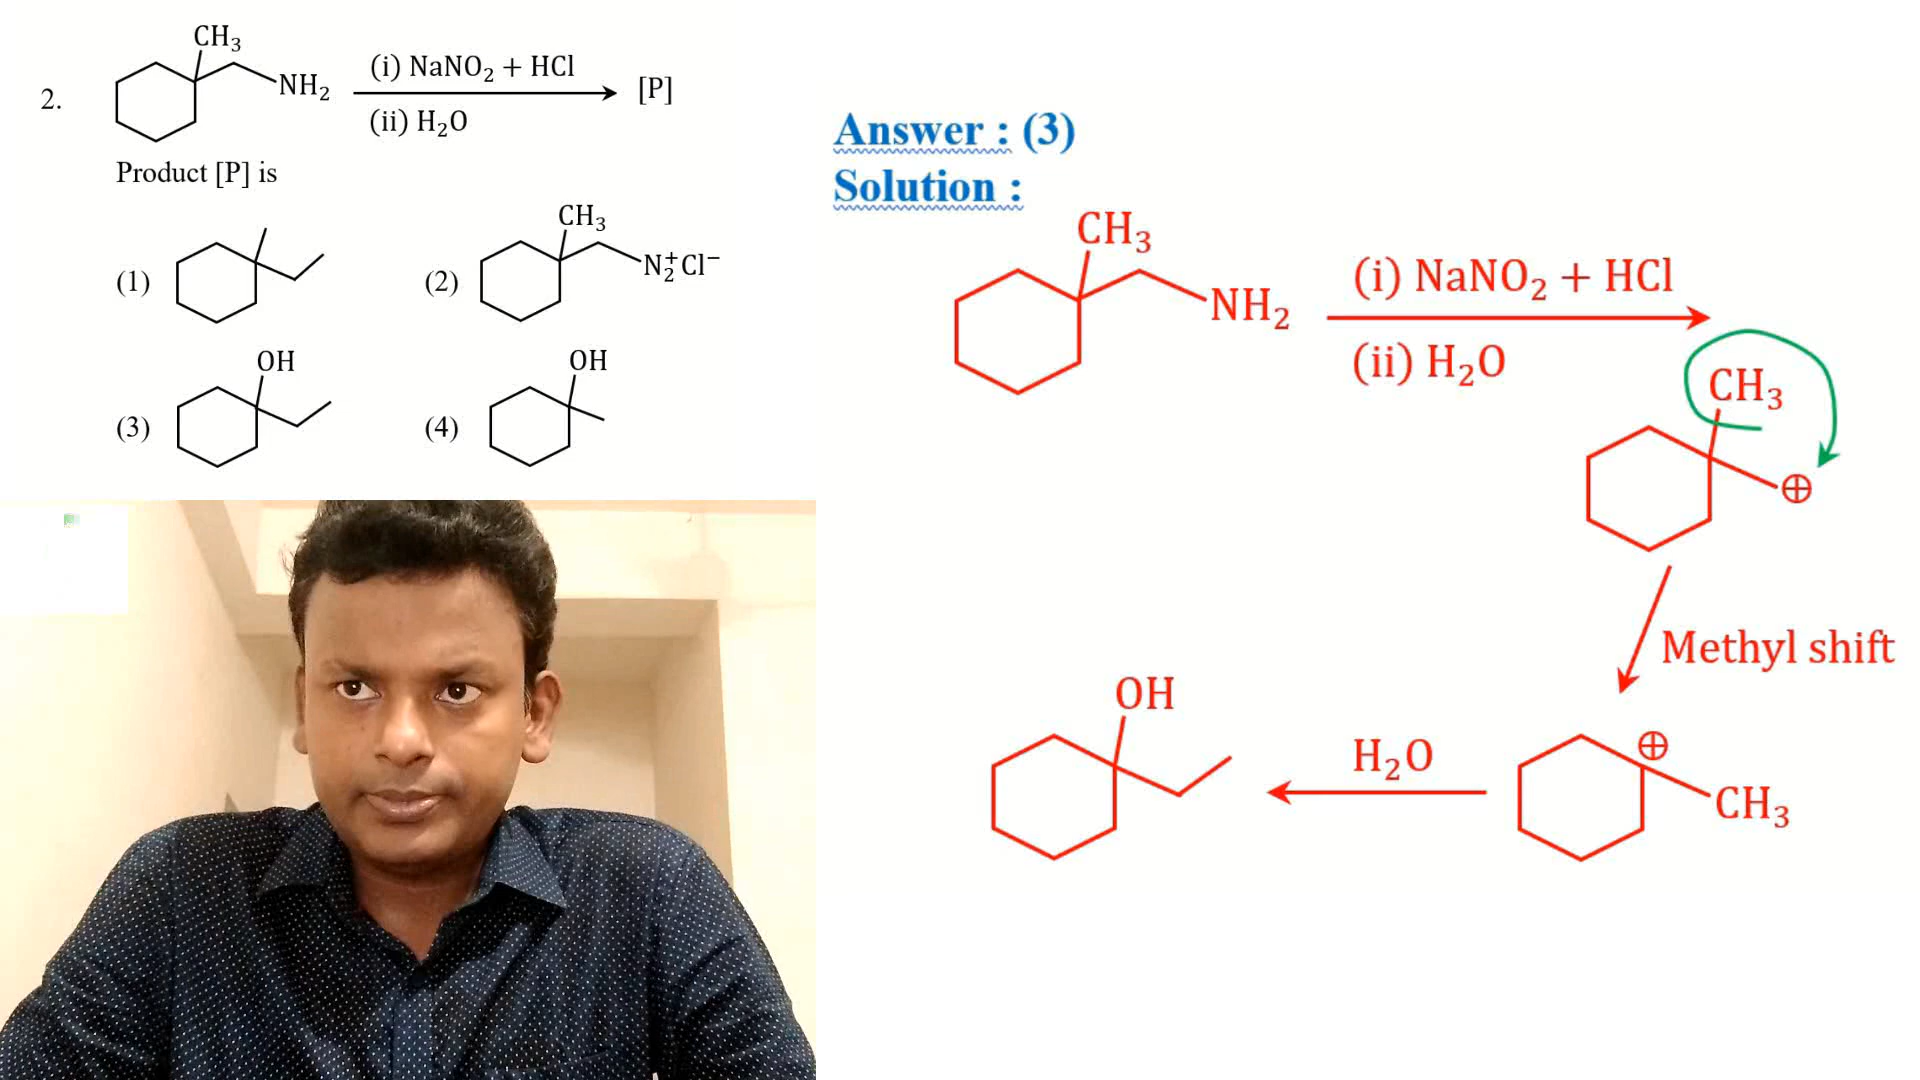 2.
CH₃
NH₂
(i) NaNO₂ + HCl
(ii) H₂O
[P]
Product [P] is
(1)
(2)
CH₃
N₂⁺Cl⁻
(3)
OH
(4)
OH
Answer : (3)
Solution :
CH₃
NH₂
(i) NaNO₂ + HCl
(ii) H₂O
CH₃
⊕
Methyl shift
⊕
CH₃
H₂O
OH